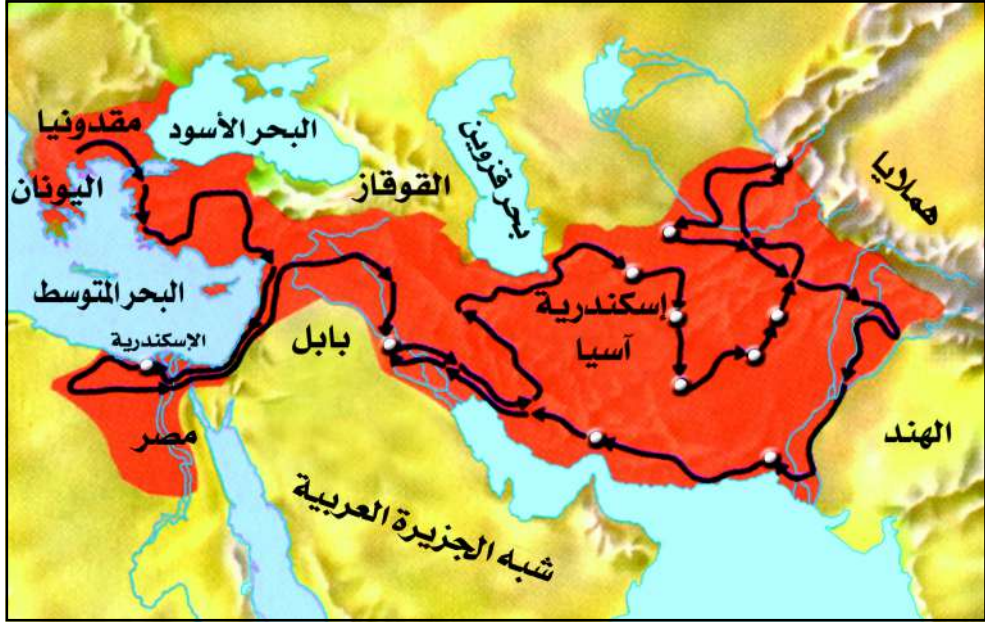 مقدونيا
البحر الأسود
اليونان
القوقاز
بحر قزوين
هملايا
البحر المتوسط
الإسكندرية
بابل
إسكندرية
آسيا
مصر
الهند
شبه الجزيرة العربية